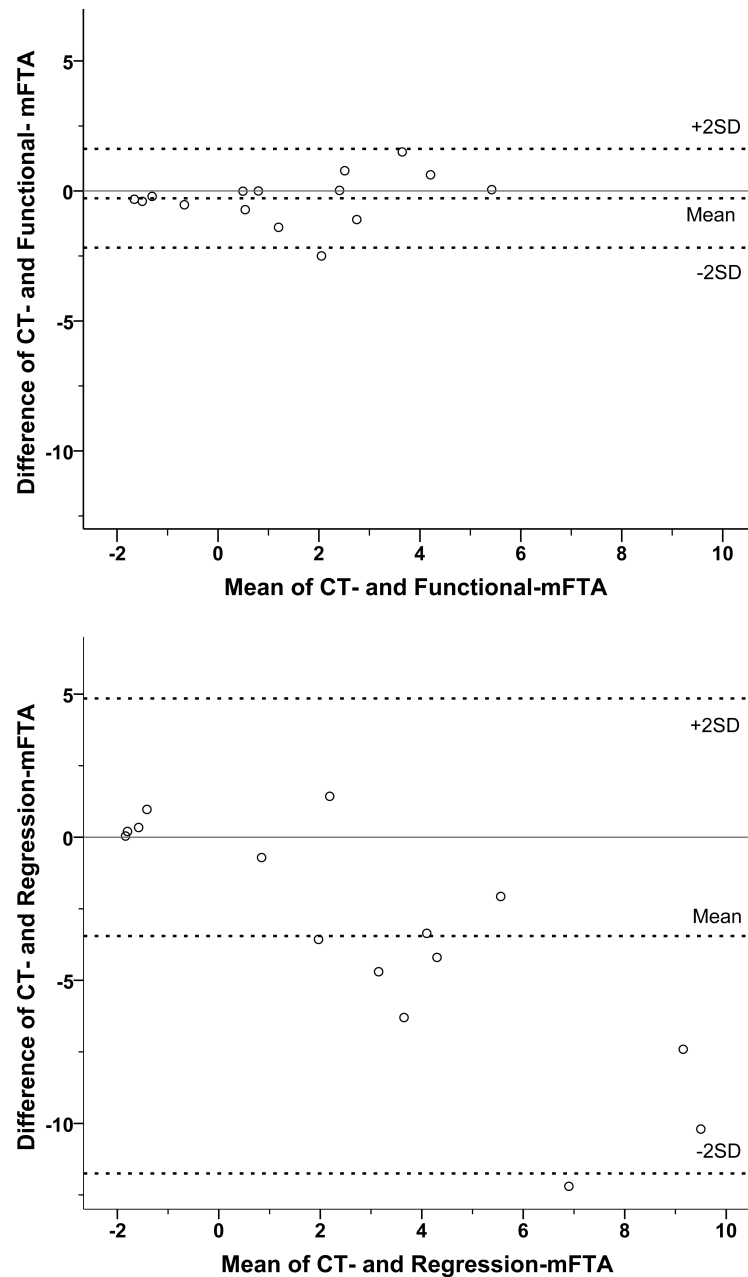 Difference of CT- and Functional- mFTA
5
0
-5
-10
+2SD
Mean
-2SD
-2 0 2 4 6 8 10
Mean of CT- and Functional-mFTA
Difference of CT- and Regression-mFTA
5
0
-5
-10
+2SD
Mean
-2SD
-2 0 2 4 6 8 10
Mean of CT- and Regression-mFTA